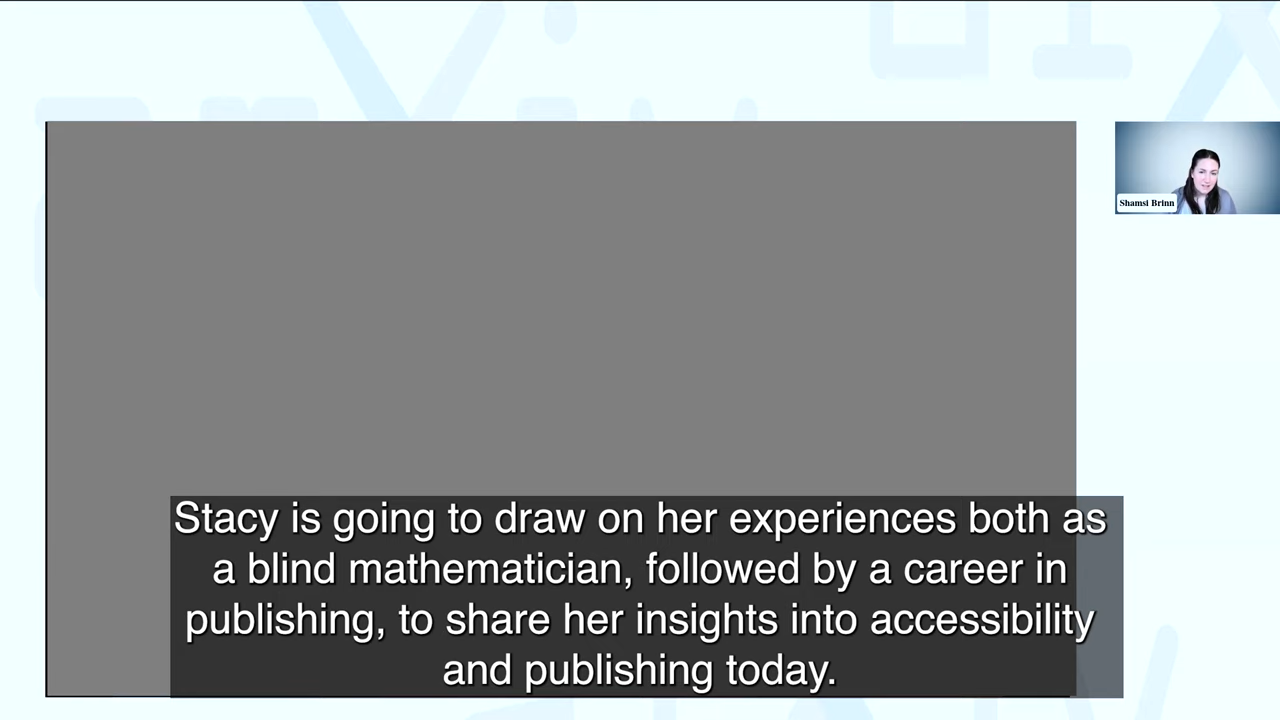 Shamsi Brinn
Stacy is going to draw on her experiences both as
a blind mathematician, followed by a career in
publishing, to share her insights into accessibility
and publishing today.